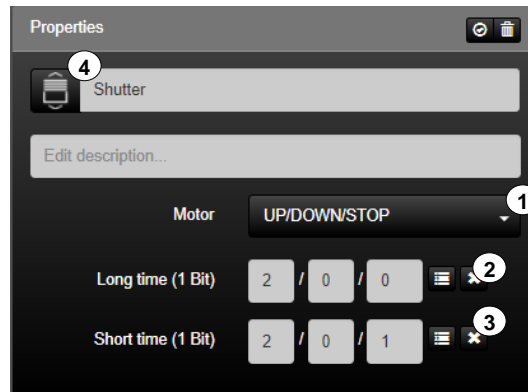 Properties
4
Shutter
Edit description...
1
Motor UP/DOWN/STOP
2
Long time (1 Bit) 2 / 0 / 0
3
Short time (1 Bit) 2 / 0 / 1